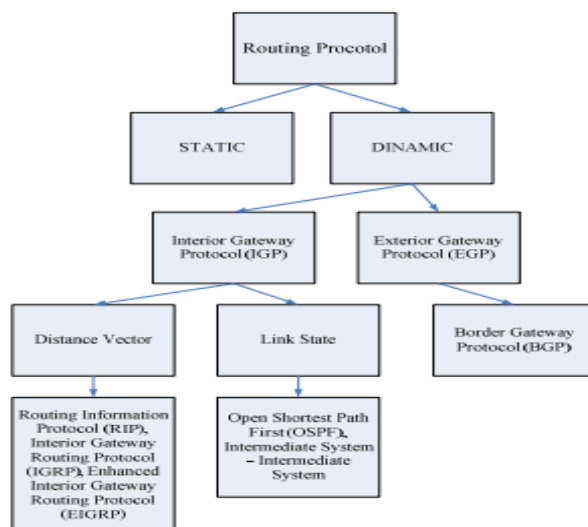 Routing Procotol
STATIC
DINAMIC
Interior Gateway
Protocol (IGP)
Exterior Gateway
Protocol (EGP)
Distance Vector
Link State
Border Gateway
Protocol (BGP)
Routing Information
Protocol (RIP),
Interior Gateway
Routing Protocol
(IGRP), Enhanced
Interior Gateway
Routing Protocol
(EIGRP)
Open Shortest Path
First (OSPF),
Intermediate System
– Intermediate
System